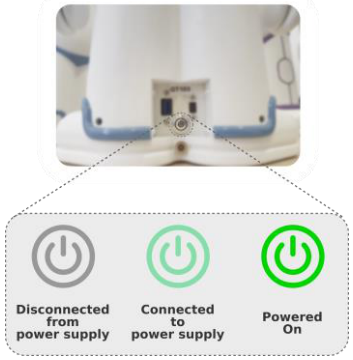 Disconnected
from
power supply
Connected
to
power supply
Powered
On